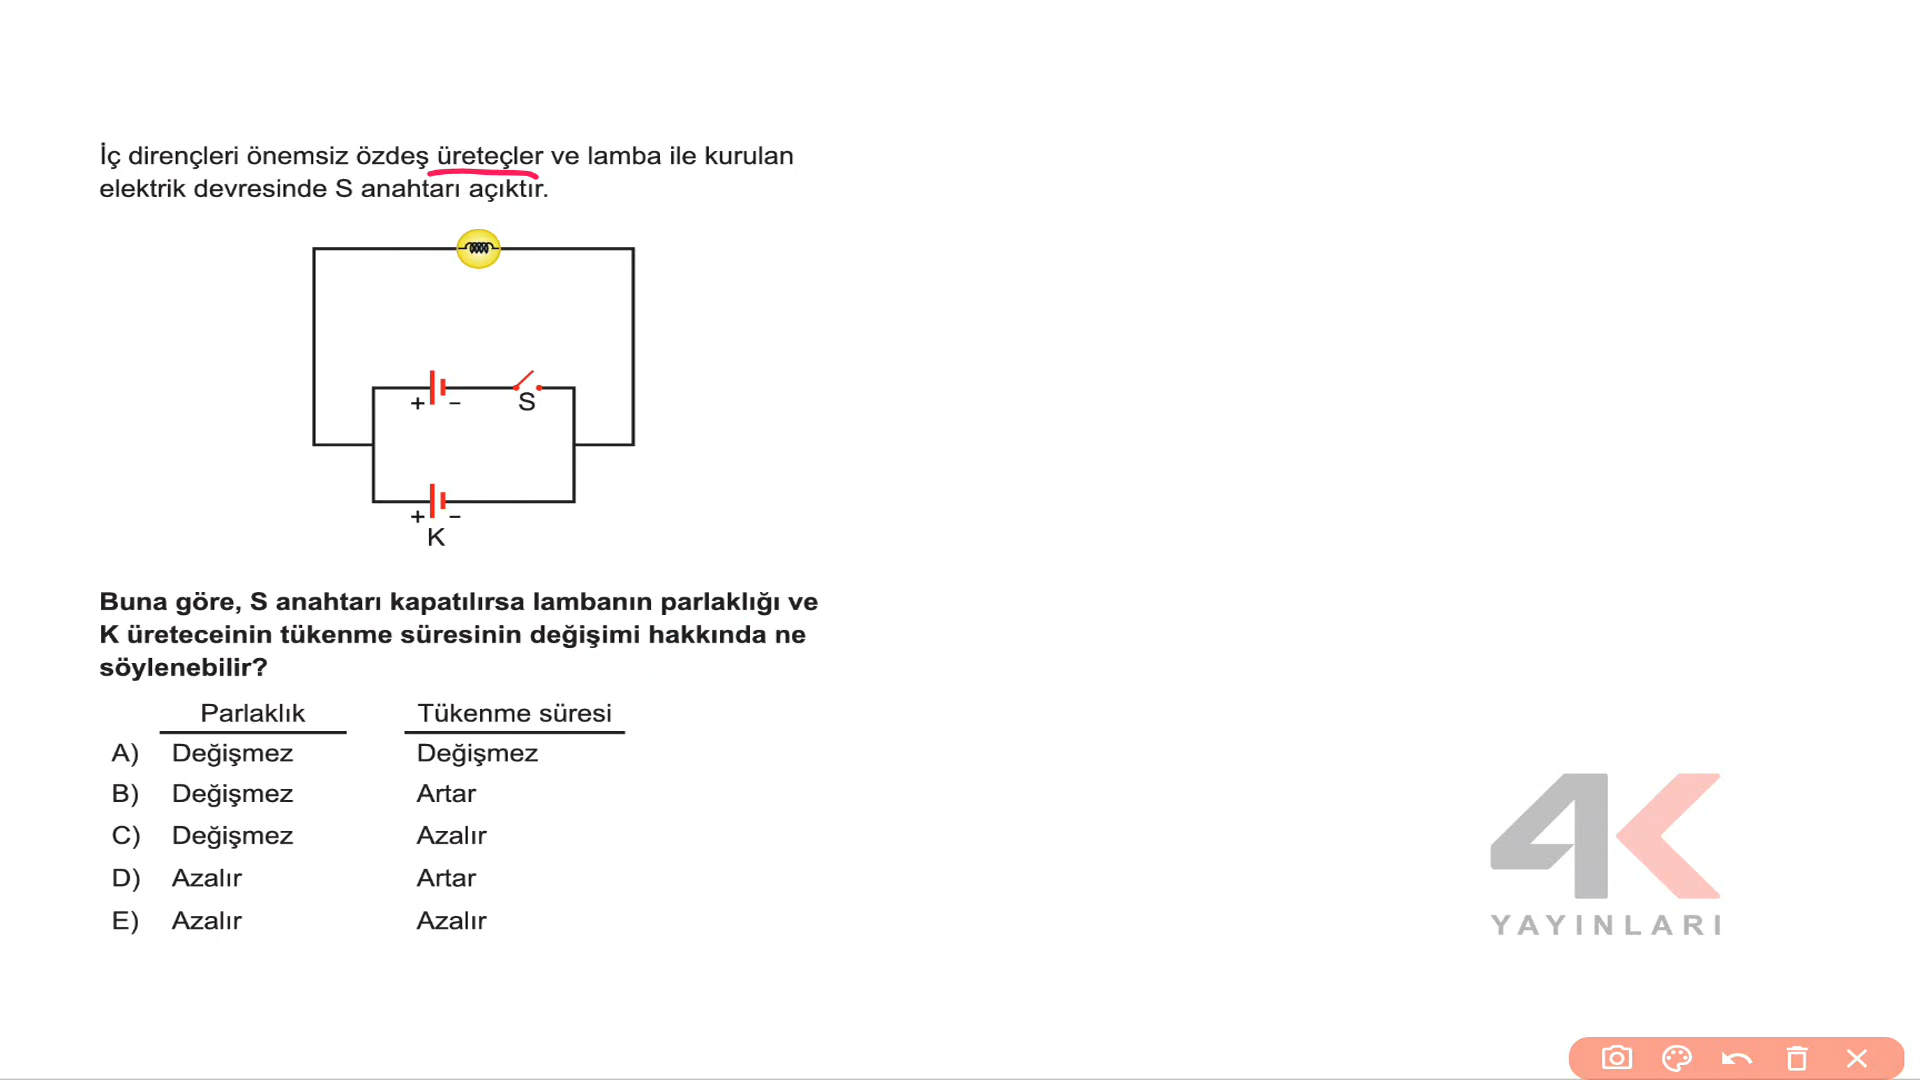 İç dirençleri önemsiz özdeş üreteçler ve lamba ile kurulan
elektrik devresinde S anahtarı açıktır.
+ − S
+ −
K
Buna göre, S anahtarı kapatılırsa lambanın parlaklığı ve
K üreteceinin tükenme süresinin değişimi hakkında ne
söylenebilir?
Parlaklık Tükenme süresi
A) Değişmez Değişmez
B) Değişmez Artar
C) Değişmez Azalır
D) Azalır Artar
E) Azalır Azalır
4K
YAYINLARI